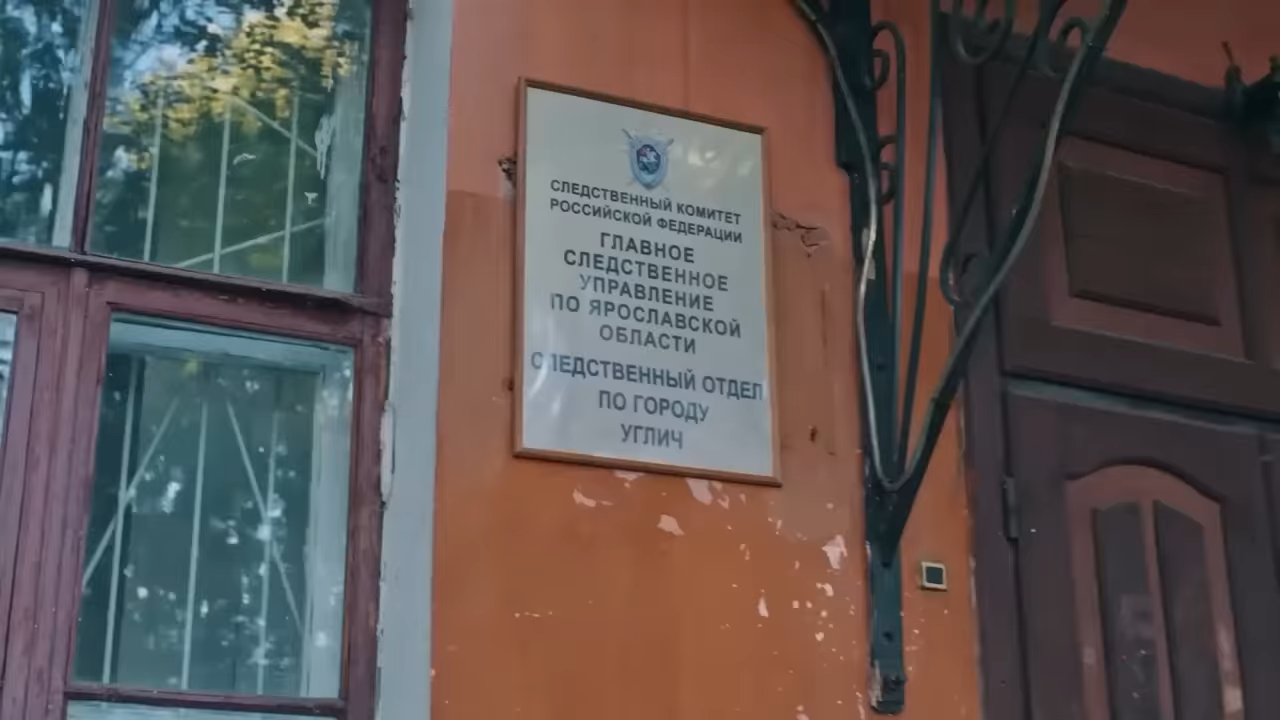 СЛЕДСТВЕННЫЙ КОМИТЕТ
РОССИЙСКОЙ ФЕДЕРАЦИИ
ГЛАВНОЕ
СЛЕДСТВЕННОЕ
УПРАВЛЕНИЕ
ПО ЯРОСЛАВСКОЙ
ОБЛАСТИ
СЛЕДСТВЕННЫЙ ОТДЕЛ
ПО ГОРОДУ
УГЛИЧ